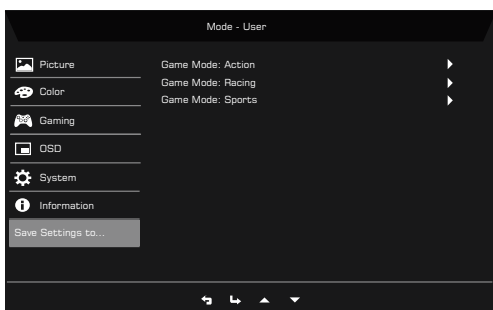 Mode - User
Picture
Color
Gaming
OSD
System
Information
Save Settings to...
Game Mode: Action
Game Mode: Racing
Game Mode: Sports